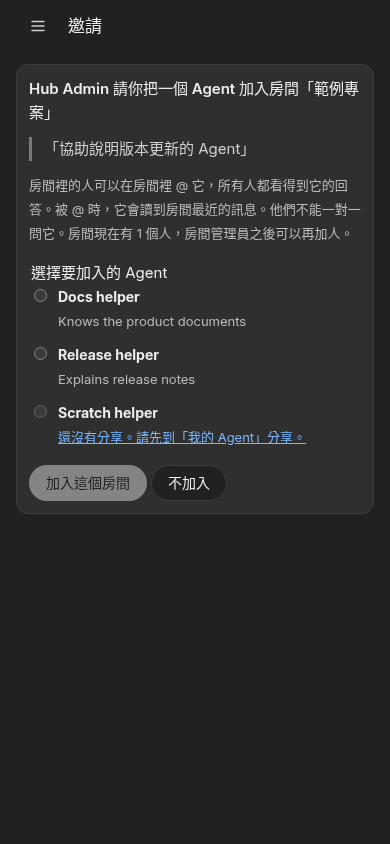 邀請
Hub Admin 請你把一個 Agent 加入房間「範例專
案」
「協助說明版本更新的 Agent」
房間裡的人可以在房間裡 @ 它，所有人都看得到它的回
答。被 @ 時，它會讀到房間最近的訊息。他們不能一對一
問它。房間現在有 1 個人，房間管理員之後可以再加人。
選擇要加入的 Agent
Docs helper
Knows the product documents
Release helper
Explains release notes
Scratch helper
還沒有分享。請先到「我的 Agent」分享。
加入這個房間 不加入